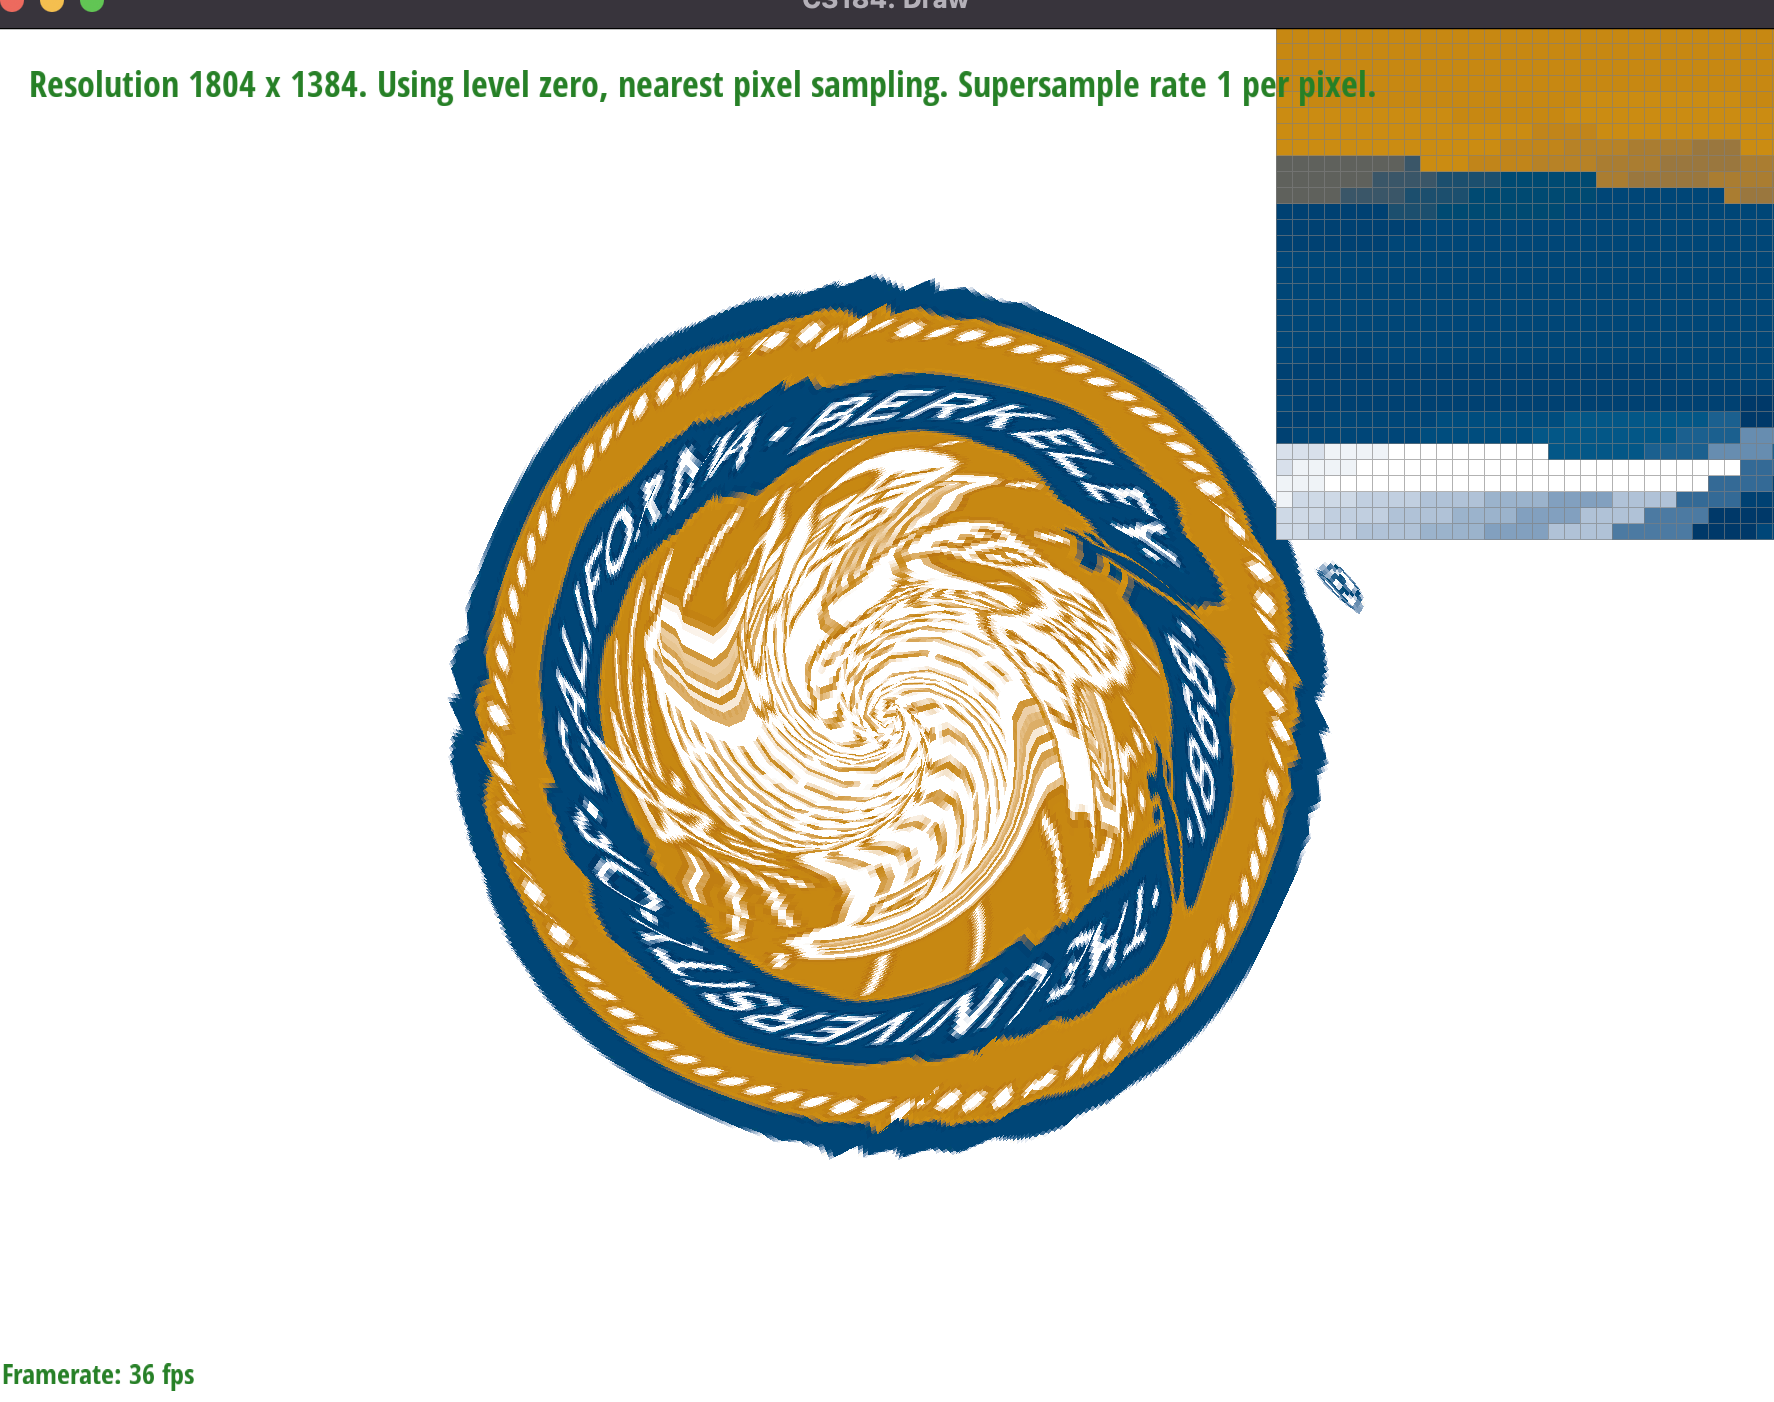 CS184: Draw
Resolution 1804 x 1384. Using level zero, nearest pixel sampling. Supersample rate 1 per pixel.
·THE UNIVERSITY·OF·CALIFORNIA·BERKELEY·
·1868·
Framerate: 36 fps